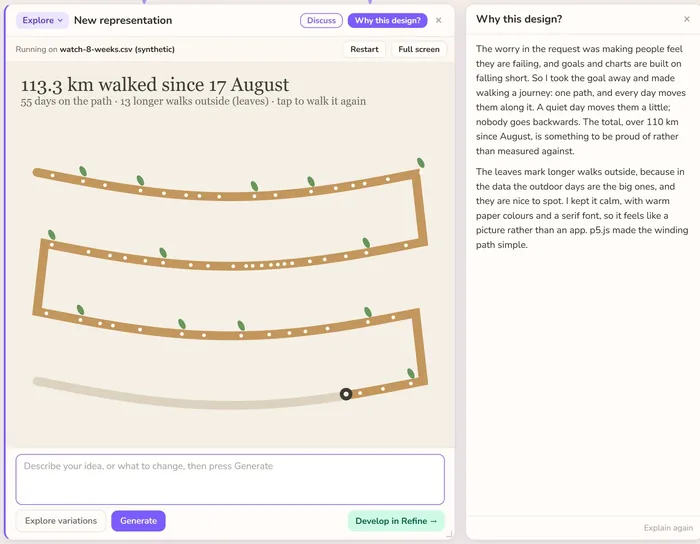 Explore
New representation
Discuss
Why this design?
×
Running on watch-8-weeks.csv (synthetic)
Restart
Full screen
113.3 km walked since 17 August
55 days on the path · 13 longer walks outside (leaves) · tap to walk it again
Describe your idea, or what to change, then press Generate
Explore variations
Generate
Develop in Refine →
Why this design?
×
The worry in the request was making people feel
they are failing, and goals and charts are built on
falling short. So I took the goal away and made
walking a journey: one path, and every day moves
them along it. A quiet day moves them a little;
nobody goes backwards. The total, over 110 km
since August, is something to be proud of rather
than measured against.
The leaves mark longer walks outside, because in
the data the outdoor days are the big ones, and
they are nice to spot. I kept it calm, with warm
paper colours and a serif font, so it feels like a
picture rather than an app. p5.js made the winding
path simple.
Explain again